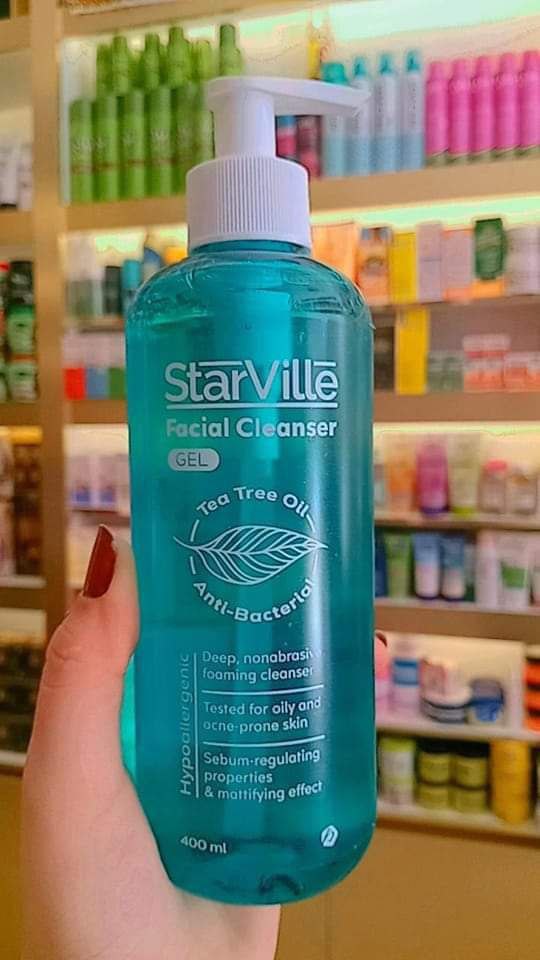 StarVille
Facial Cleanser
GEL
Tea Tree Oil
Anti-Bacterial
Hypoallergenic
Deep, nonabrasive
foaming cleanser
Tested for oily and
acne-prone skin
Sebum-regulating
properties
& mattifying effect
400 ml